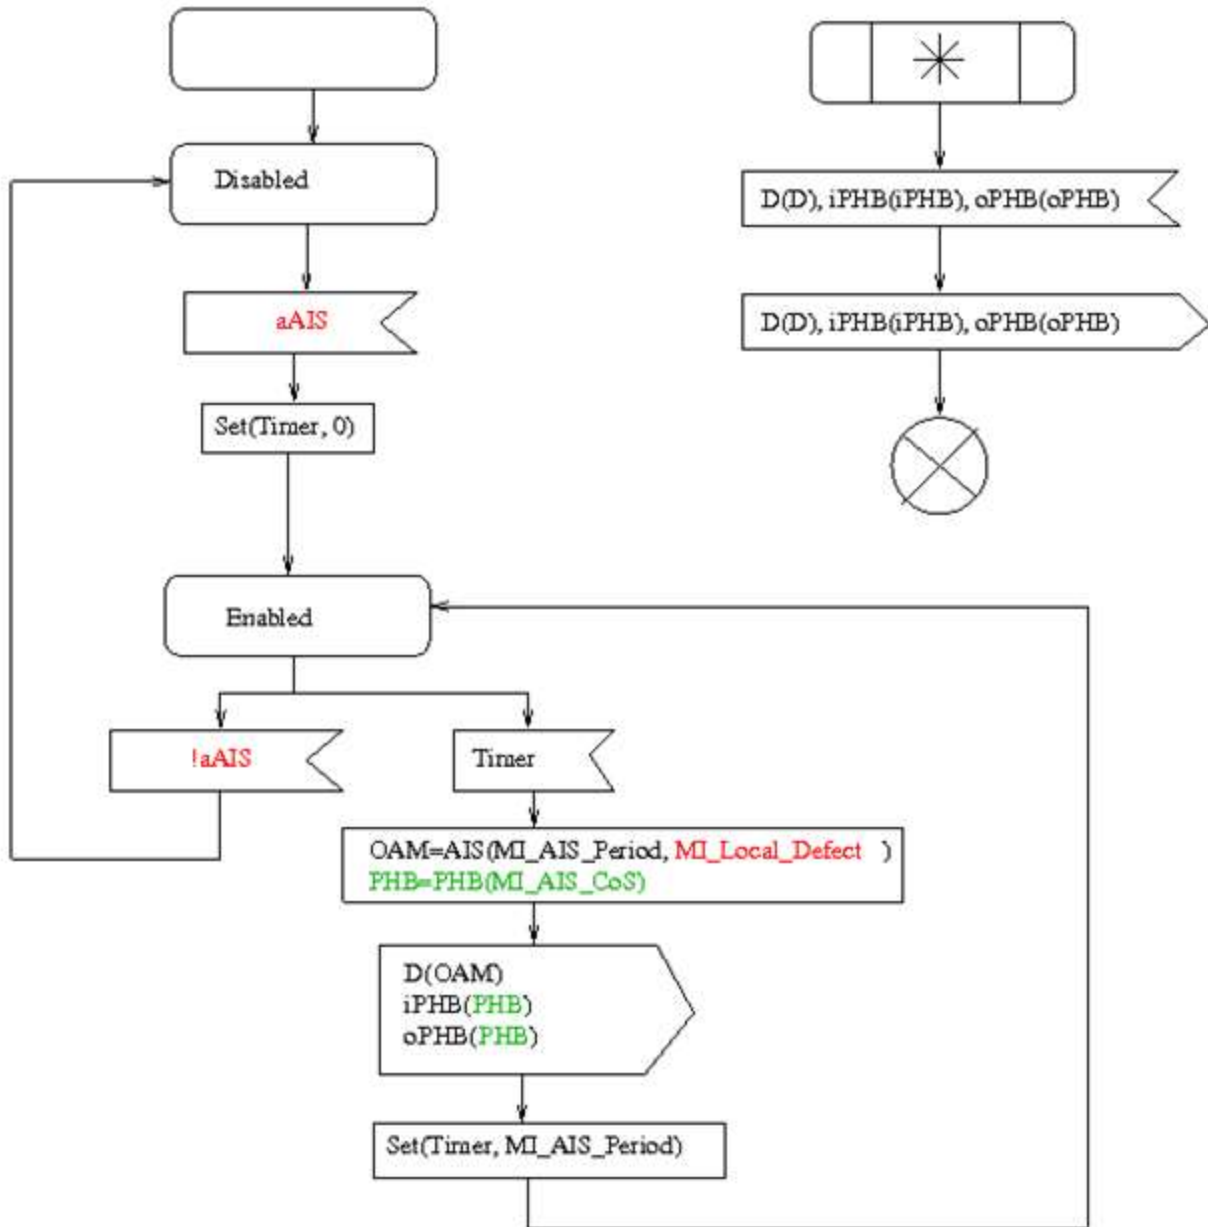 Disabled
aAIS
Set(Timer, 0)
Enabled
!aAIS
Timer
OAM=AIS(MI_AIS_Period, MI_Local_Defect )
PHB=PHB(MI_AIS_CoS)
D(OAM)
iPHB(PHB)
oPHB(PHB)
Set(Timer, MI_AIS_Period)
D(D), iPHB(iPHB), oPHB(oPHB)
D(D), iPHB(iPHB), oPHB(oPHB)